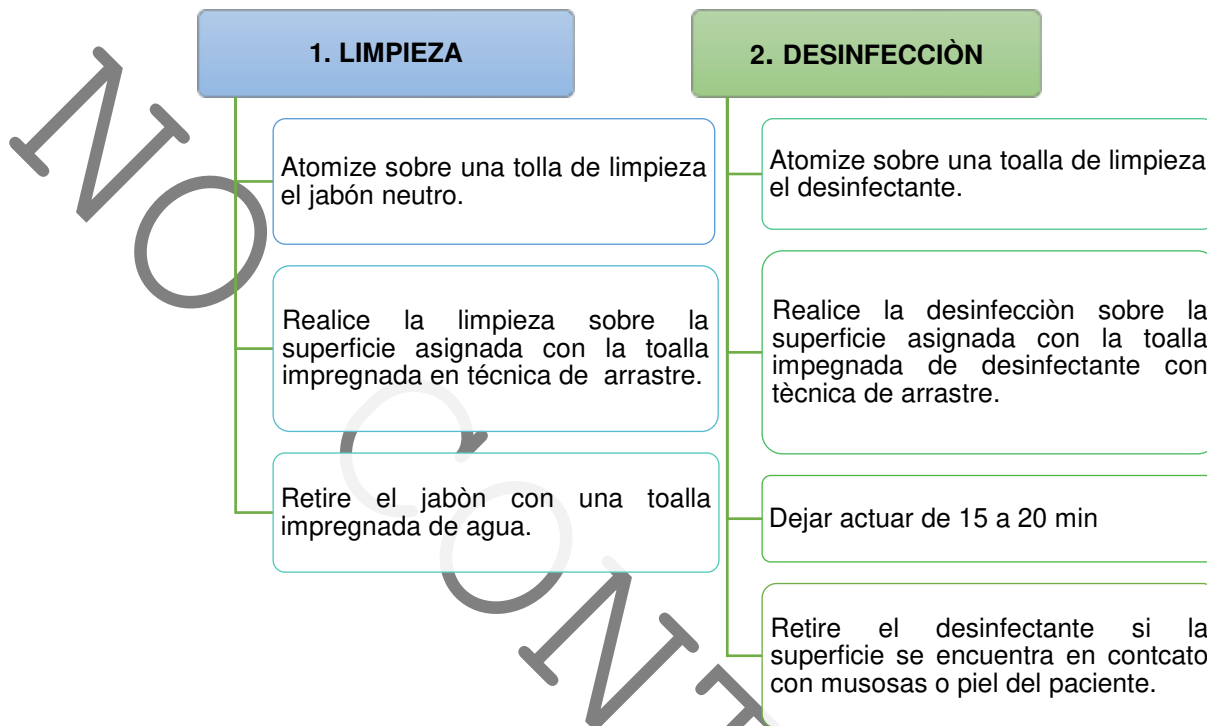 1. LIMPIEZA
Atomize sobre una tolla de limpieza
el jabón neutro.
Realice la limpieza sobre la
superficie asignada con la toalla
impregnada en técnica de arrastre.
Retire el jabòn con una toalla
impregnada de agua.
2. DESINFECCIÒN
Atomize sobre una toalla de limpieza
el desinfectante.
Realice la desinfecciòn sobre la
superficie asignada con la toalla
impegnada de desinfectante con
tècnica de arrastre.
Dejar actuar de 15 a 20 min
Retire el desinfectante si la
superficie se encuentra en contcato
con musosas o piel del paciente.
NO CONT